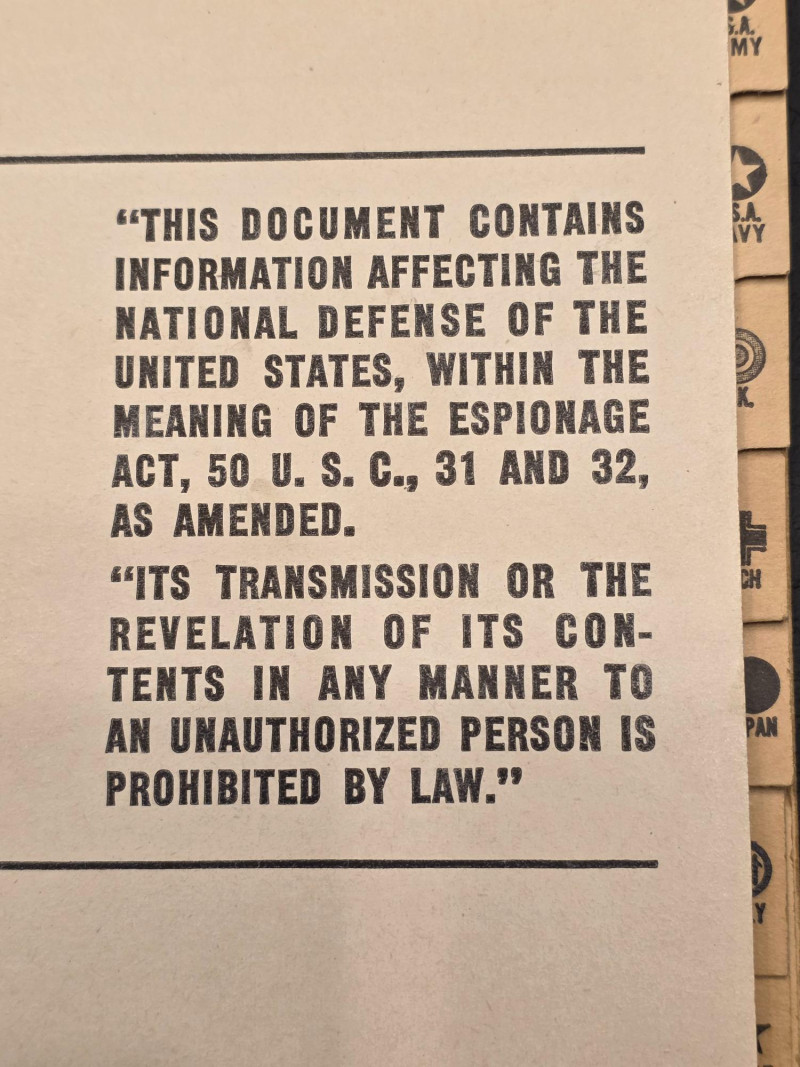 “THIS DOCUMENT CONTAINS
INFORMATION AFFECTING THE
NATIONAL DEFENSE OF THE
UNITED STATES, WITHIN THE
MEANING OF THE ESPIONAGE
ACT, 50 U. S. C., 31 AND 32,
AS AMENDED.
“ITS TRANSMISSION OR THE
REVELATION OF ITS CON-
TENTS IN ANY MANNER TO
AN UNAUTHORIZED PERSON IS
PROHIBITED BY LAW.”